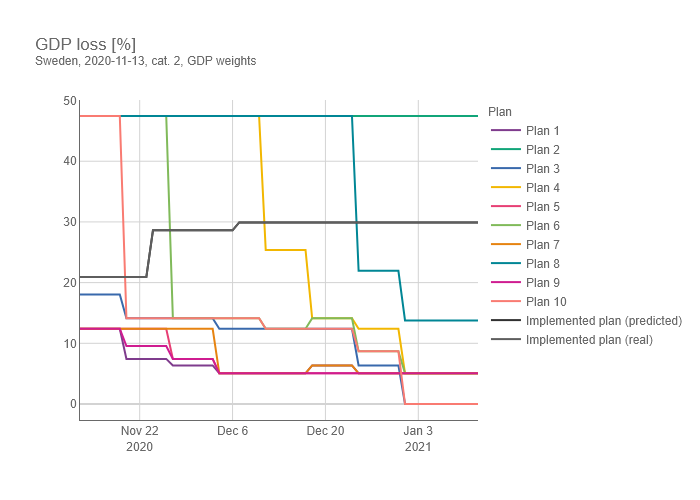 GDP loss [%]
Sweden, 2020-11-13, cat. 2, GDP weights
50
40
30
20
10
0
Nov 22
2020
Dec 6
Dec 20
Jan 3
2021
Plan
Plan 1
Plan 2
Plan 3
Plan 4
Plan 5
Plan 6
Plan 7
Plan 8
Plan 9
Plan 10
Implemented plan (predicted)
Implemented plan (real)